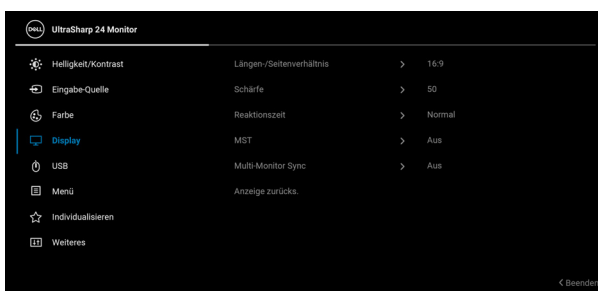 DELL UltraSharp 24 Monitor
Helligkeit/Kontrast
Eingabe-Quelle
Farbe
Display
USB
Menü
Individualisieren
Weiteres
Längen-/Seitenverhältnis 16:9
Schärfe 50
Reaktionszeit Normal
MST Aus
Multi-Monitor Sync Aus
Anzeige zurücks.
Beenden